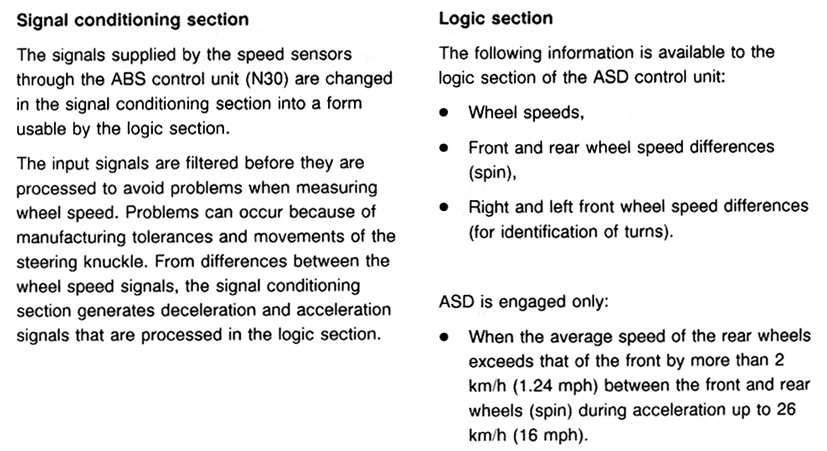 Signal conditioning section
The signals supplied by the speed sensors
through the ABS control unit (N30) are changed
in the signal conditioning section into a form
usable by the logic section.
The input signals are filtered before they are
processed to avoid problems when measuring
wheel speed. Problems can occur because of
manufacturing tolerances and movements of the
steering knuckle. From differences between the
wheel speed signals, the signal conditioning
section generates deceleration and acceleration
signals that are processed in the logic section.
Logic section
The following information is available to the
logic section of the ASD control unit:
● Wheel speeds,
● Front and rear wheel speed differences
(spin),
● Right and left front wheel speed differences
(for identification of turns).
ASD is engaged only:
● When the average speed of the rear wheels
exceeds that of the front by more than 2
km/h (1.24 mph) between the front and rear
wheels (spin) during acceleration up to 26
km/h (16 mph).